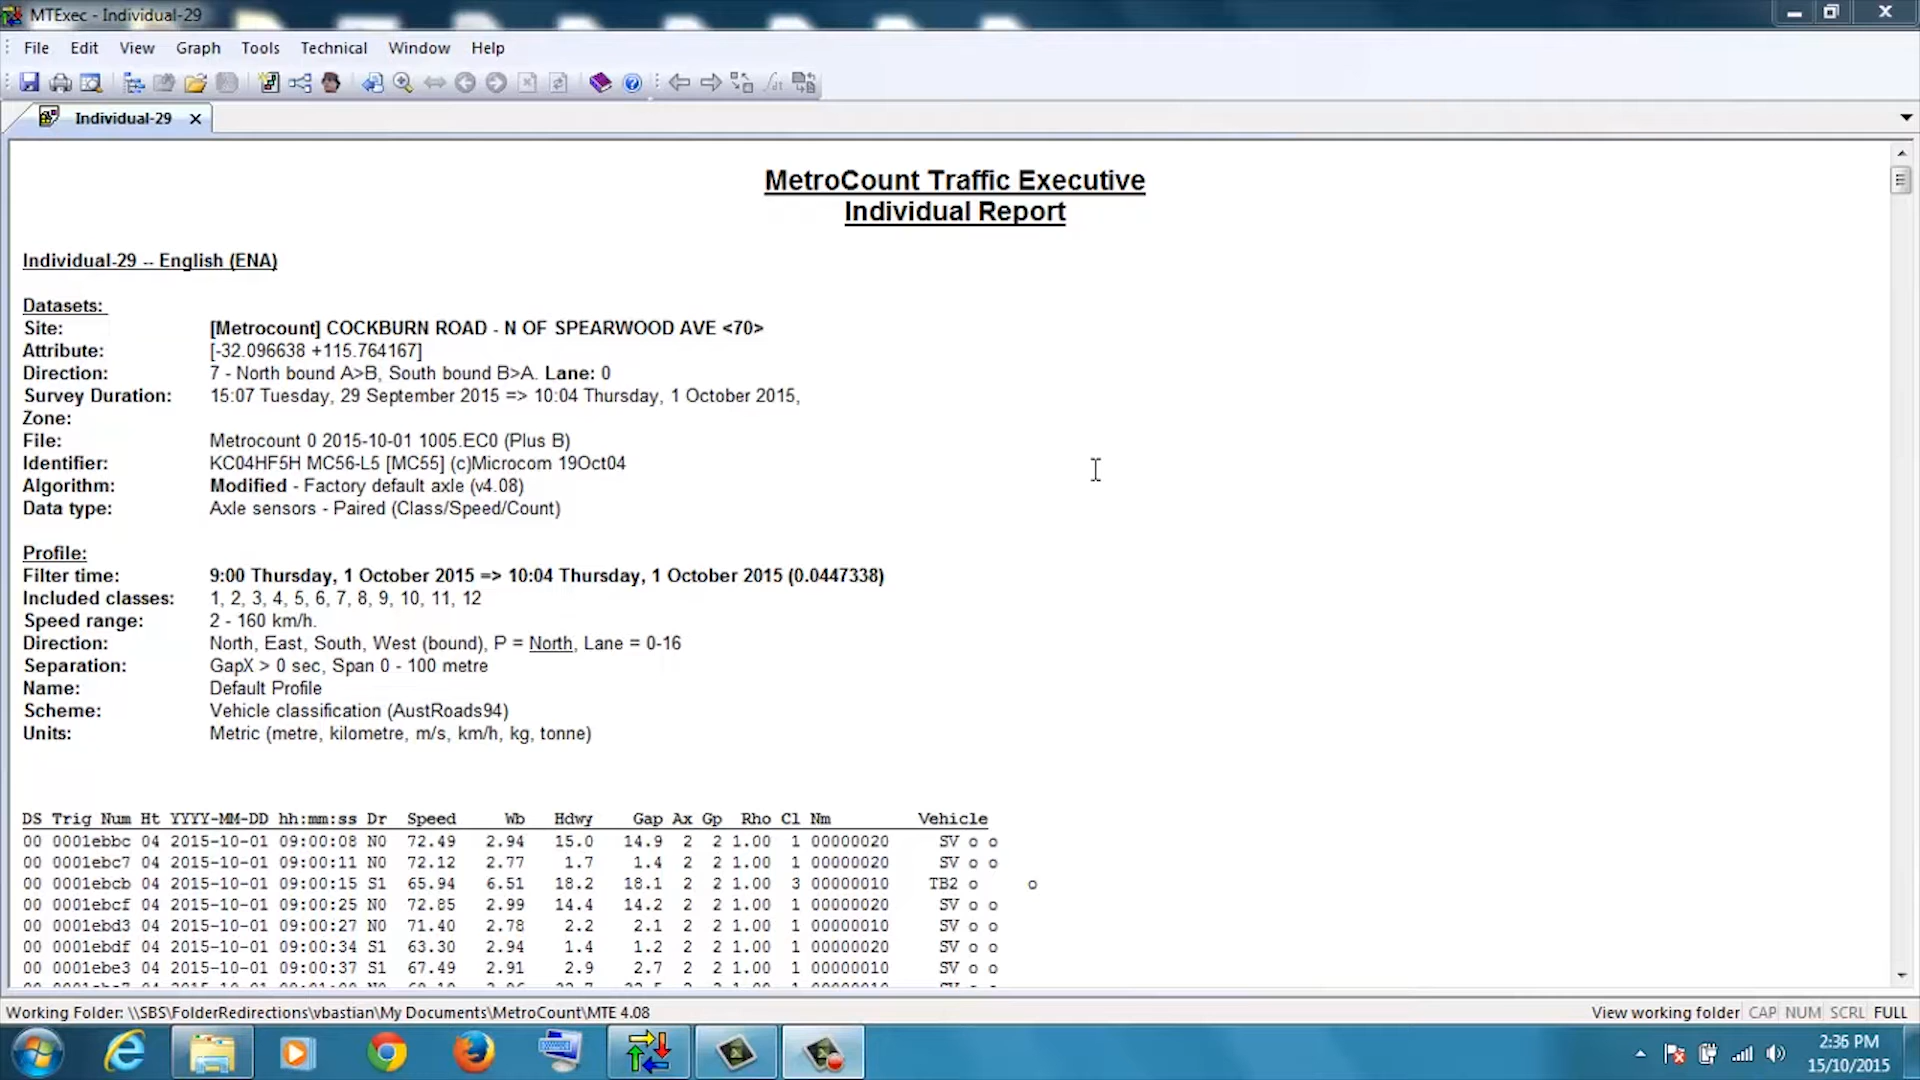 MTExec - Individual-29
File Edit View Graph Tools Technical Window Help
Individual-29
MetroCount Traffic Executive
Individual Report
Individual-29 -- English (ENA)
Datasets:
Site: [Metrocount] COCKBURN ROAD - N OF SPEARWOOD AVE <70>
Attribute: [-32.096638 +115.764167]
Direction: 7 - North bound A>B, South bound B>A. Lane: 0
Survey Duration: 15:07 Tuesday, 29 September 2015 => 10:04 Thursday, 1 October 2015,
Zone:
File: Metrocount 0 2015-10-01 1005.EC0 (Plus B)
Identifier: KC04HF5H MC56-L5 [MC55] (c)Microcom 19Oct04
Algorithm: Modified - Factory default axle (v4.08)
Data type: Axle sensors - Paired (Class/Speed/Count)
Profile:
Filter time: 9:00 Thursday, 1 October 2015 => 10:04 Thursday, 1 October 2015 (0.0447338)
Included classes: 1, 2, 3, 4, 5, 6, 7, 8, 9, 10, 11, 12
Speed range: 2 - 160 km/h.
Direction: North, East, South, West (bound), P = North, Lane = 0-16
Separation: GapX > 0 sec, Span 0 - 100 metre
Name: Default Profile
Scheme: Vehicle classification (AustRoads94)
Units: Metric (metre, kilometre, m/s, km/h, kg, tonne)
DS Trig Num Ht YYYY-MM-DD hh:mm:ss Dr Speed Wb Hdwy Gap Ax Gp Rho Cl Nm Vehicle
00 0001ebbc 04 2015-10-01 09:00:08 N0 72.49 2.94 15.0 14.9 2 2 1.00 1 00000020 SV o o
00 0001ebc7 04 2015-10-01 09:00:11 N0 72.12 2.77 1.7 1.4 2 2 1.00 1 00000020 SV o o
00 0001ebcb 04 2015-10-01 09:00:15 S1 65.94 6.51 18.2 18.1 2 2 1.00 3 00000010 TB2 o o
00 0001ebcf 04 2015-10-01 09:00:25 N0 72.85 2.99 14.4 14.2 2 2 1.00 1 00000020 SV o o
00 0001ebd3 04 2015-10-01 09:00:27 N0 71.40 2.78 2.2 2.1 2 2 1.00 1 00000010 SV o o
00 0001ebdf 04 2015-10-01 09:00:34 S1 63.30 2.94 1.4 1.2 2 2 1.00 1 00000020 SV o o
00 0001ebe3 04 2015-10-01 09:00:37 S1 67.49 2.91 2.9 2.7 2 2 1.00 1 00000010 SV o o
Working Folder: \\SBS\FolderRedirections\vbastian\My Documents\MetroCount\MTE 4.08
View working folder CAP NUM SCRL FULL
2:36 PM
15/10/2015